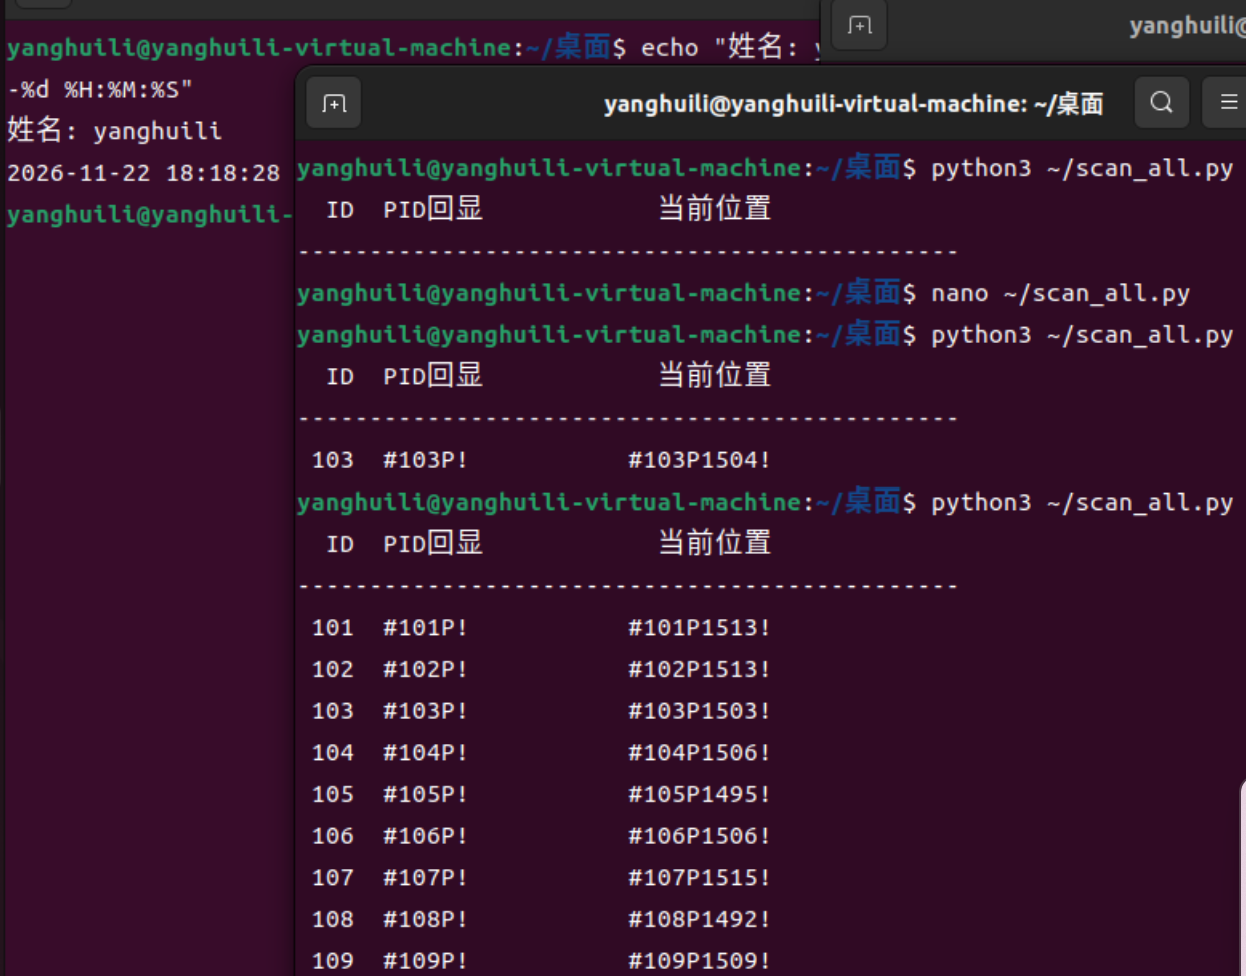 yanghuili@yanghuili-virtual-machine:~/桌面$ echo "姓名:
-%d %H:%M:%S"
姓名: yanghuili
2026-11-22 18:18:28
yanghuili@yanghuili-
yanghuili@
yanghuili@yanghuili-virtual-machine: ~/桌面
yanghuili@yanghuili-virtual-machine:~/桌面$ python3 ~/scan_all.py
ID PID回显 当前位置
----------------------------------------------
yanghuili@yanghuili-virtual-machine:~/桌面$ nano ~/scan_all.py
yanghuili@yanghuili-virtual-machine:~/桌面$ python3 ~/scan_all.py
ID PID回显 当前位置
----------------------------------------------
103 #103P! #103P1504!
yanghuili@yanghuili-virtual-machine:~/桌面$ python3 ~/scan_all.py
ID PID回显 当前位置
----------------------------------------------
101 #101P! #101P1513!
102 #102P! #102P1513!
103 #103P! #103P1503!
104 #104P! #104P1506!
105 #105P! #105P1495!
106 #106P! #106P1506!
107 #107P! #107P1515!
108 #108P! #108P1492!
109 #109P! #109P1509!